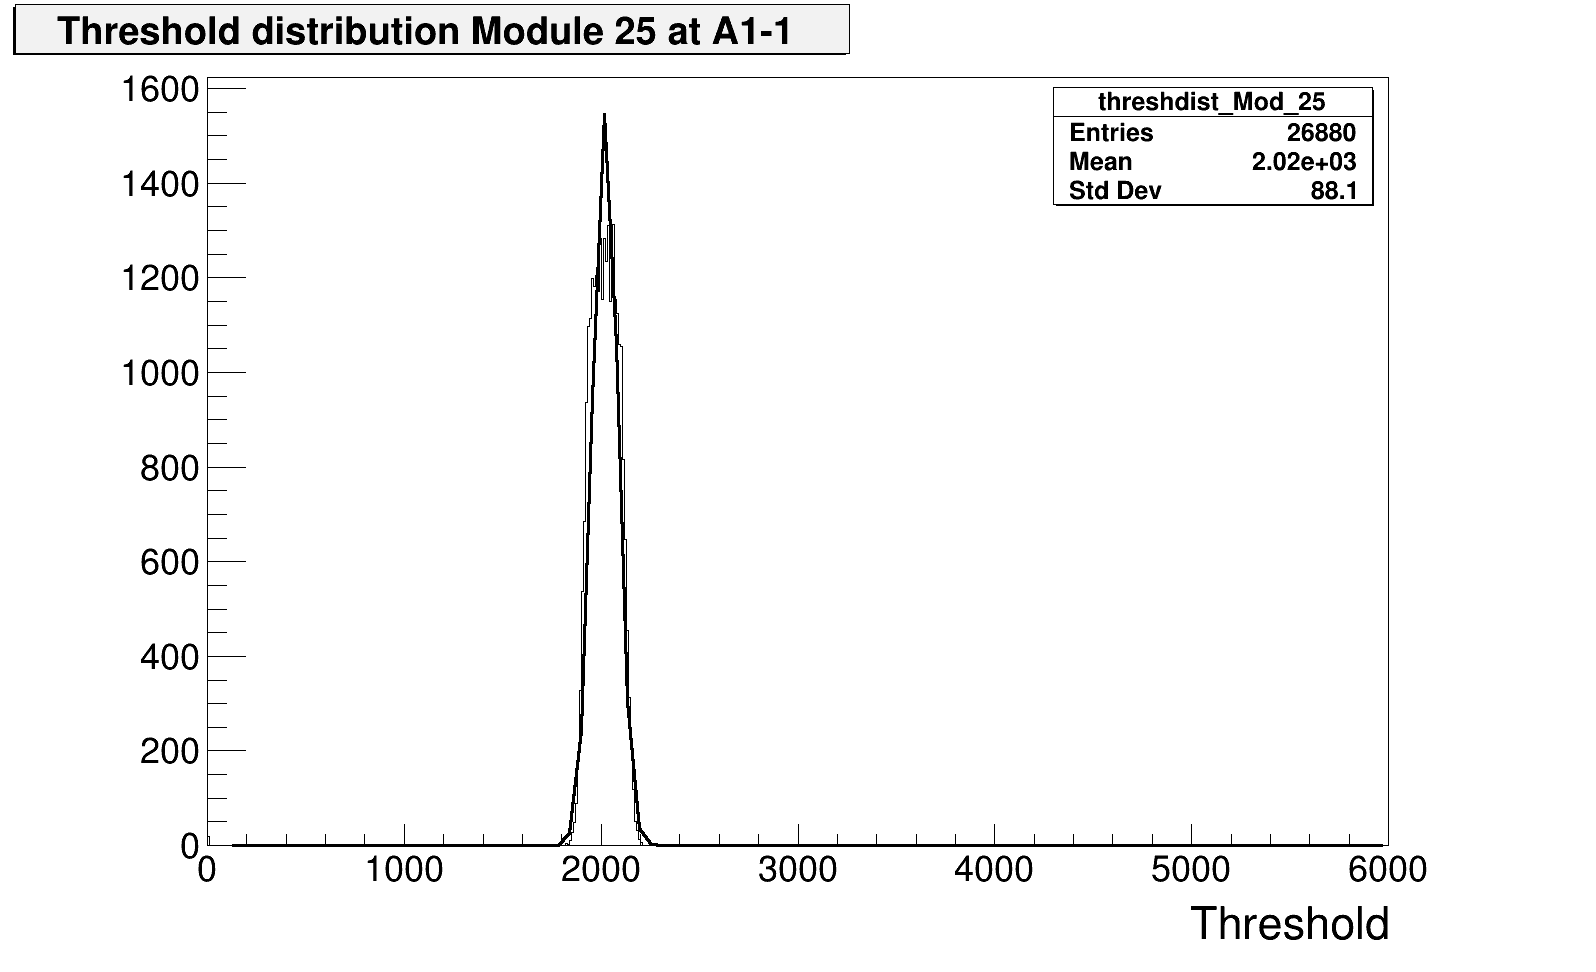 Threshold distribution Module 25 at A1-1
threshdist_Mod_25
Entries 26880
Mean 2.02e+03
Std Dev 88.1
1600
1400
1200
1000
800
600
400
200
0
0 1000 2000 3000 4000 5000 6000
Threshold